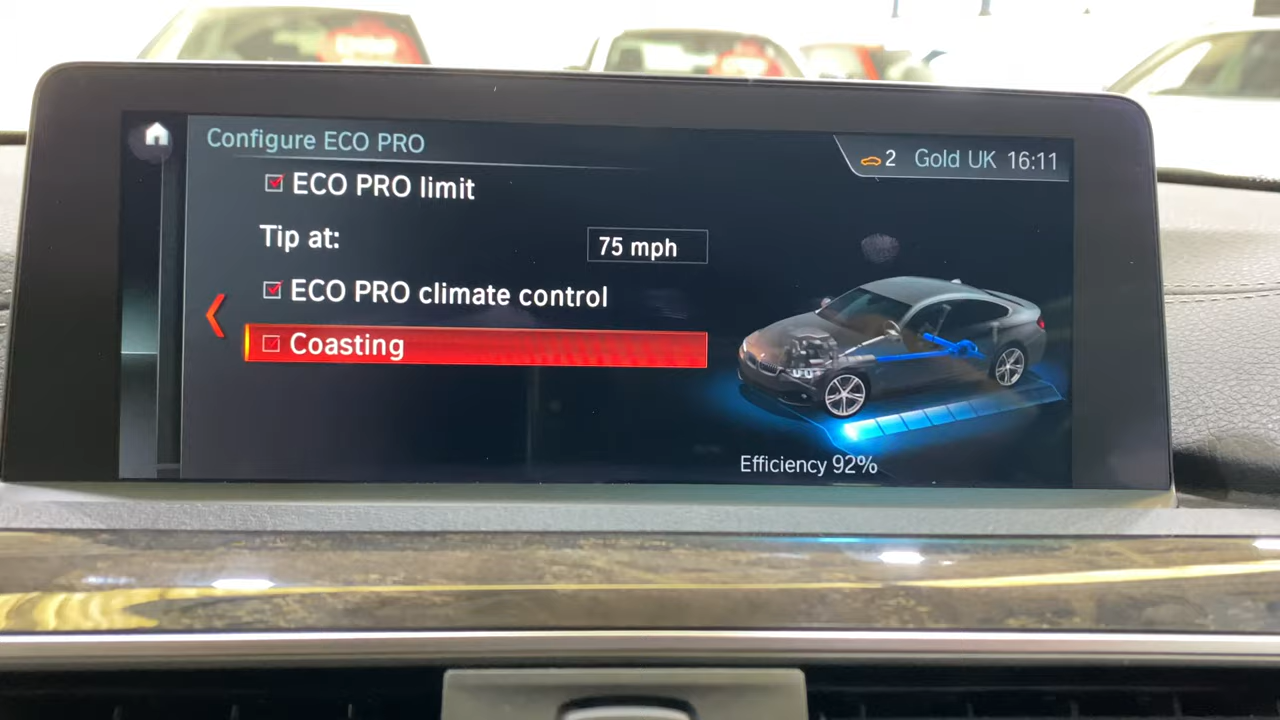 Configure ECO PRO
2 Gold UK 16:11
ECO PRO limit
Tip at: 75 mph
ECO PRO climate control
Coasting
Efficiency 92%